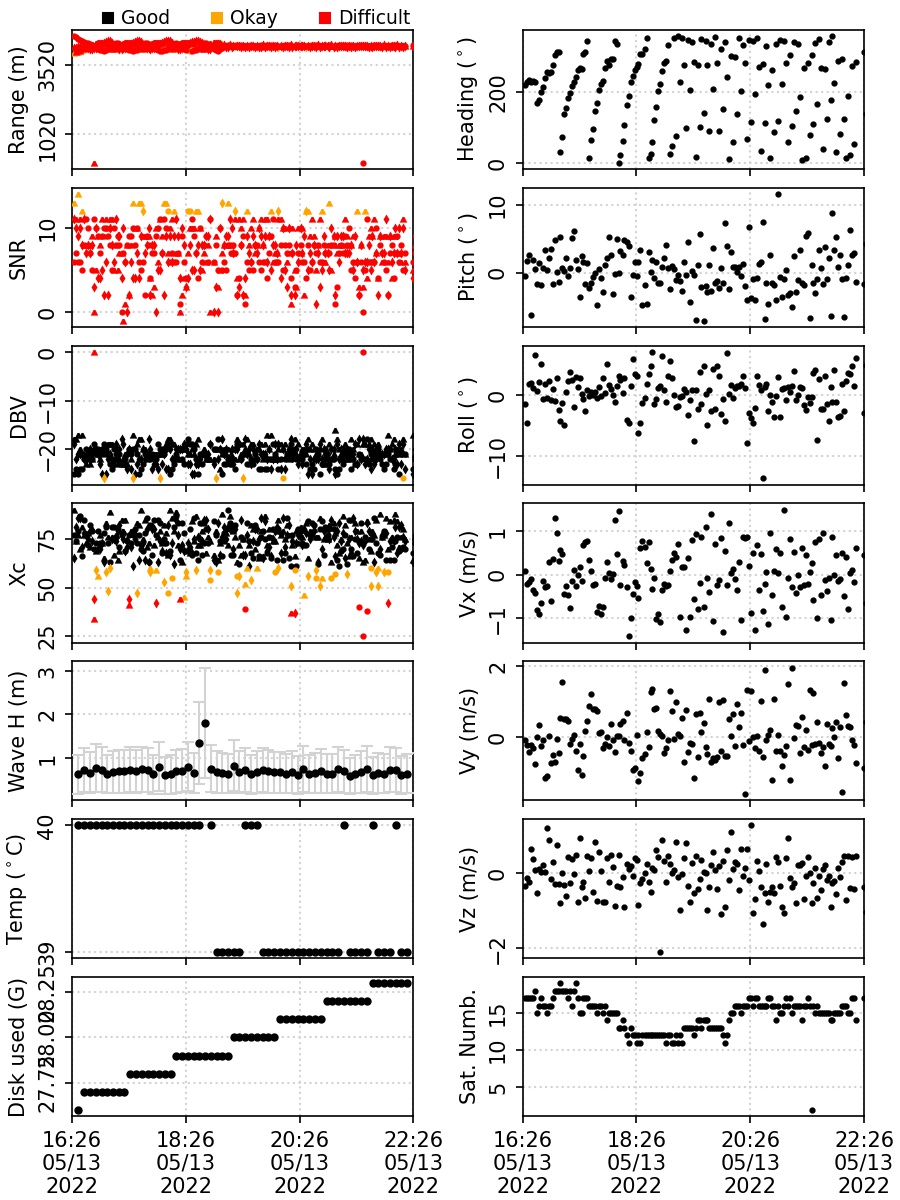 Good Okay Difficult
Range (m)
3520
1020
SNR
10
0
DBV
0
−10
−20
Xc
75
50
25
Wave H (m)
3
2
1
Temp (°C)
40
39
Disk used (G)
28.25
28.00
27.75
16:26 18:26 20:26 22:26
05/13 05/13 05/13 05/13
2022 2022 2022 2022
Heading (°)
200
0
Pitch (°)
10
0
Roll (°)
0
−10
Vx (m/s)
1
0
−1
Vy (m/s)
2
0
Vz (m/s)
0
−2
Sat. Numb.
15
10
5
16:26 18:26 20:26 22:26
05/13 05/13 05/13 05/13
2022 2022 2022 2022